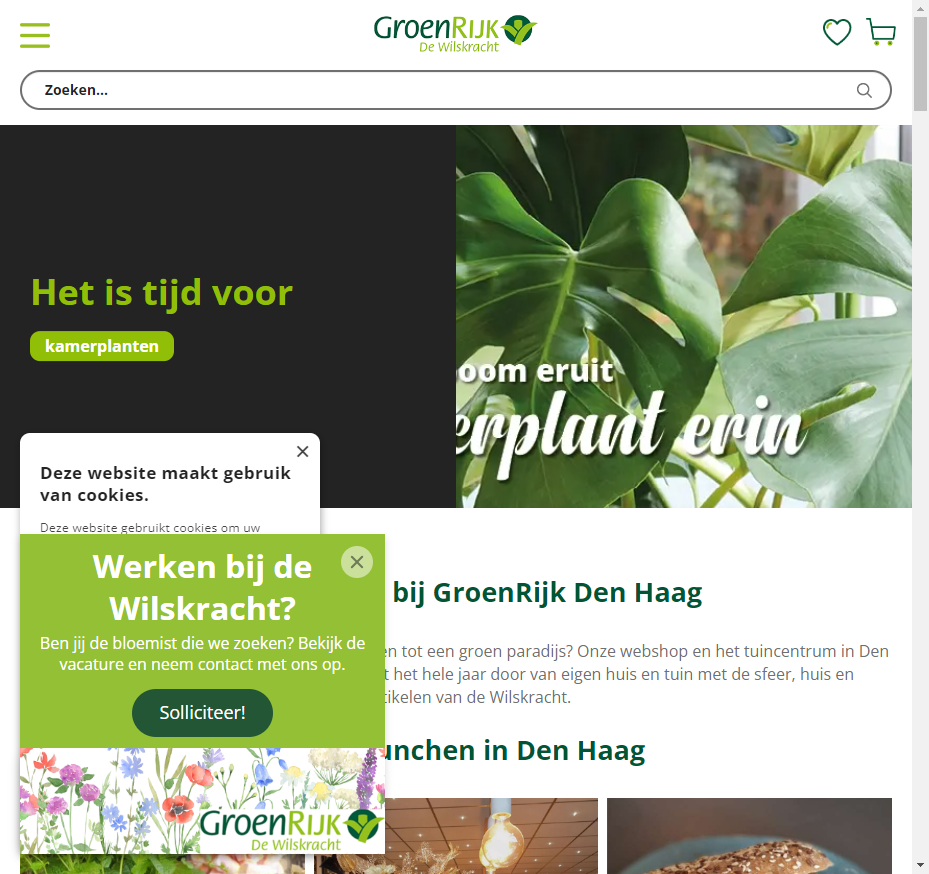 GroenRijk
De Wilskracht
Zoeken...
Het is tijd voor
kamerplanten
oom eruit
erplant erin
Deze website maakt gebruik
van cookies.
Deze website gebruikt cookies om uw
Werken bij de
Wilskracht?
Ben jij de bloemist die we zoeken? Bekijk de
vacature en neem contact met ons op.
Solliciteer!
GroenRijk
De Wilskracht
bij GroenRijk Den Haag
en tot een groen paradijs? Onze webshop en het tuincentrum in Den
t het hele jaar door van eigen huis en tuin met de sfeer, huis en
tikelen van de Wilskracht.
unchen in Den Haag